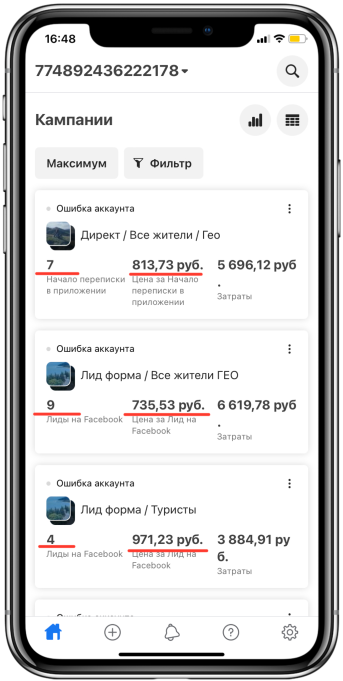 16:48
774892436222178
Кампании
Максимум
Фильтр
Ошибка аккаунта
Директ / Все жители / Гео
7
Начало переписки
в приложении
813,73 руб.
Цена за Начало
переписки в
приложении
5 696,12 руб
.
Затраты
Ошибка аккаунта
Лид форма / Все жители ГЕО
9
Лиды на Facebook
735,53 руб.
Цена за Лид на
Facebook
6 619,78 руб
.
Затраты
Ошибка аккаунта
Лид форма / Туристы
4
Лиды на Facebook
971,23 руб.
Цена за Лид на
Facebook
3 884,91 ру
б.
Затраты